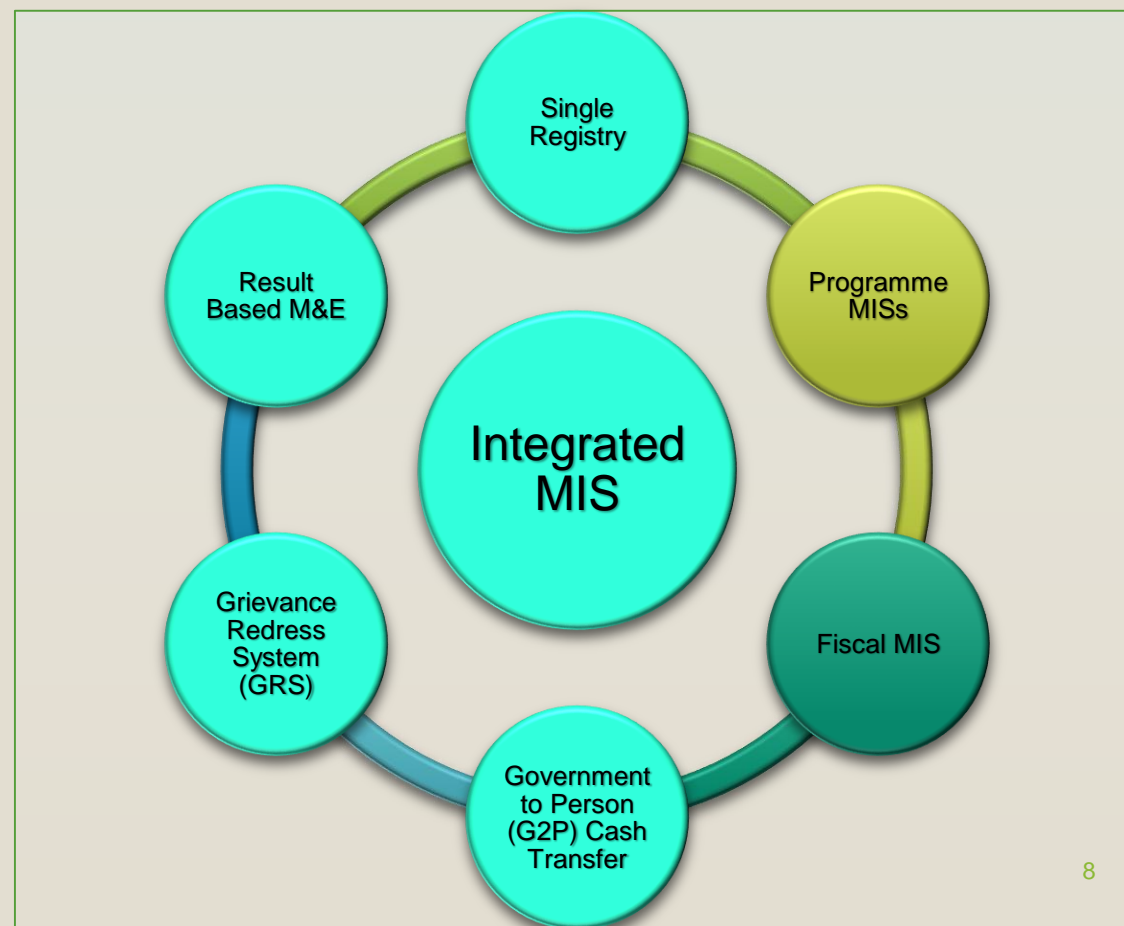 Single
Registry
Programme
MISs
Fiscal MIS
Government
to Person
(G2P) Cash
Transfer
Grievance
Redress
System
(GRS)
Result
Based M&E
Integrated
MIS
8